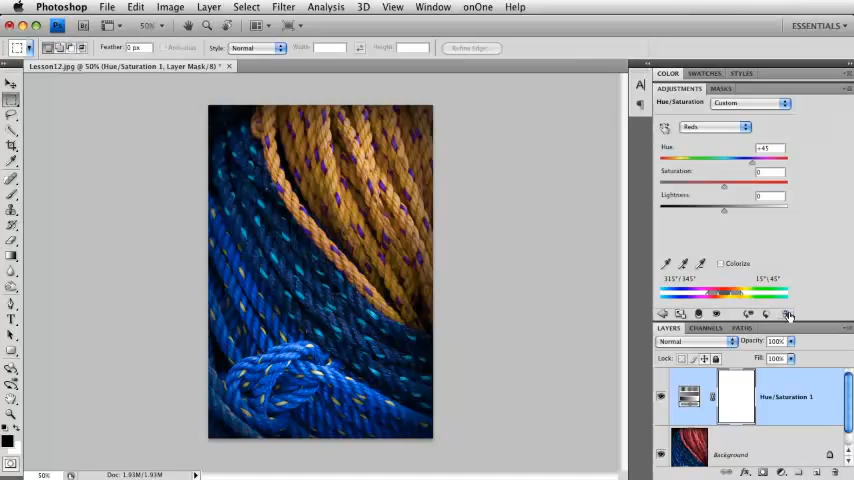 Photoshop File Edit Image Layer Select Filter Analysis 3D View Window onOne Help
Ps Br 50% ESSENTIALS
Feather: 0 px Anti-alias Style: Normal Width: Height: Refine Edge...
Lesson12.jpg @ 50% (Hue/Saturation 1, Layer Mask/8) *
COLOR SWATCHES STYLES
ADJUSTMENTS MASKS
Hue/Saturation Custom
Reds
Hue: +45
Saturation: 0
Lightness: 0
Colorize
315°/345° 15°\45°
LAYERS CHANNELS PATHS
Normal Opacity: 100%
Lock: Fill: 100%
Hue/Saturation 1
Background
50% Doc: 1.93M/1.93M